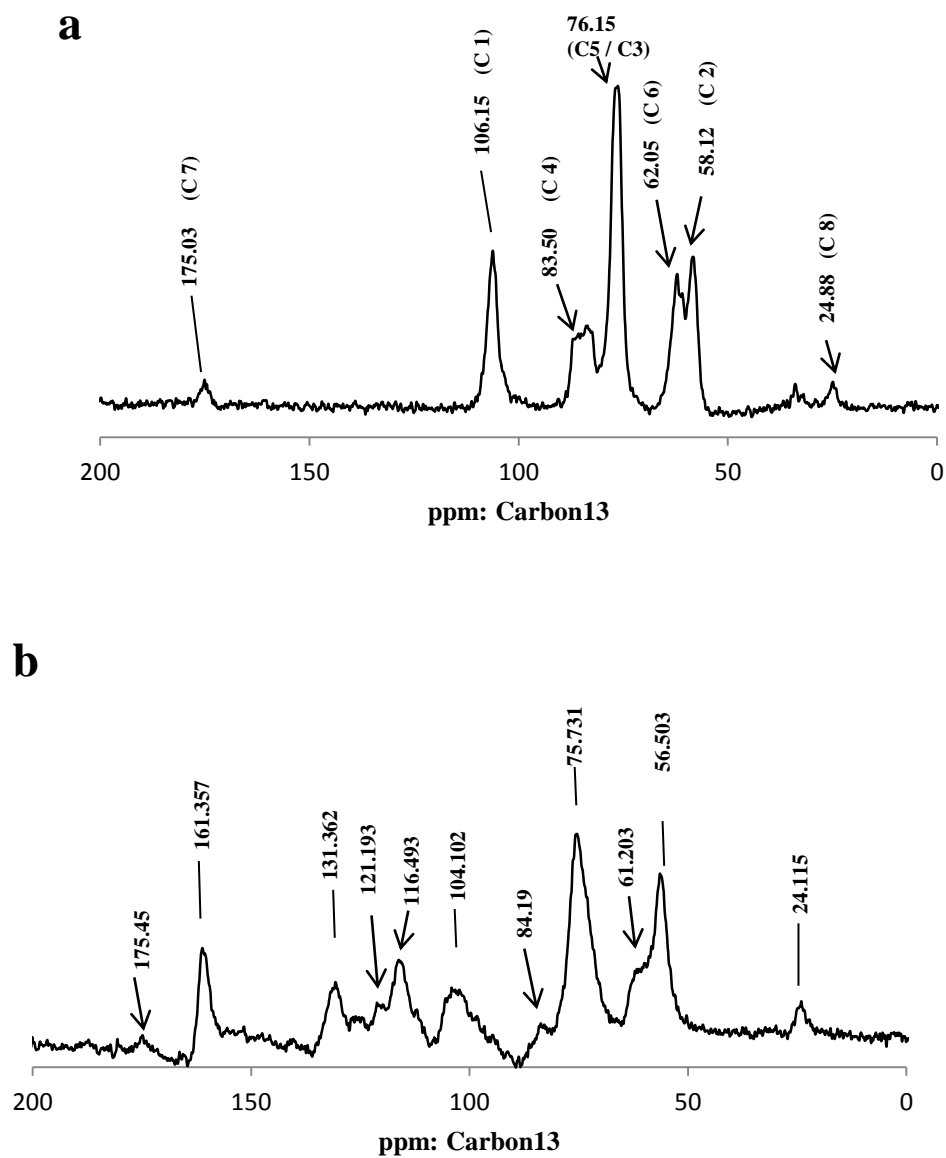 a
175.03 (C 7)
106.15 (C 1)
83.50 (C 4)
76.15
(C5 / C3)
62.05 (C 6)
58.12 (C 2)
24.88 (C 8)
200 150 100 50 0
ppm: Carbon13
b
175.45
161.357
131.362
121.193
116.493
104.102
84.19
75.731
61.203
56.503
24.115
200 150 100 50 0
ppm: Carbon13